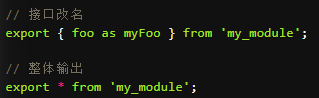 // 接口改名
export { foo as myFoo } from 'my_module';
// 整体输出
export * from 'my_module';